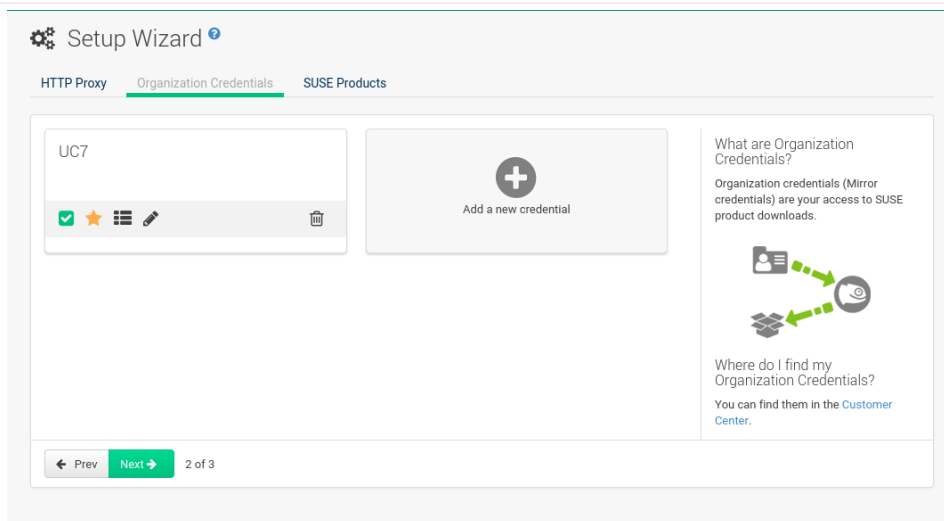 Setup Wizard ?
HTTP Proxy Organization Credentials SUSE Products
UC7
Add a new credential
What are Organization
Credentials?
Organization credentials (Mirror
credentials) are your access to SUSE
product downloads.
Where do I find my
Organization Credentials?
You can find them in the Customer
Center.
Prev Next 2 of 3